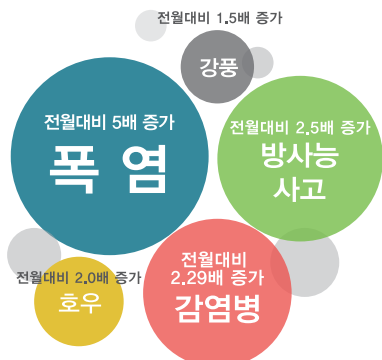 전월대비 1.5배 증가
강풍
전월대비 5배 증가
폭 염
전월대비 2.5배 증가
방사능
사고
전월대비
2.29배 증가
감염병
전월대비 2.0배 증가
호우